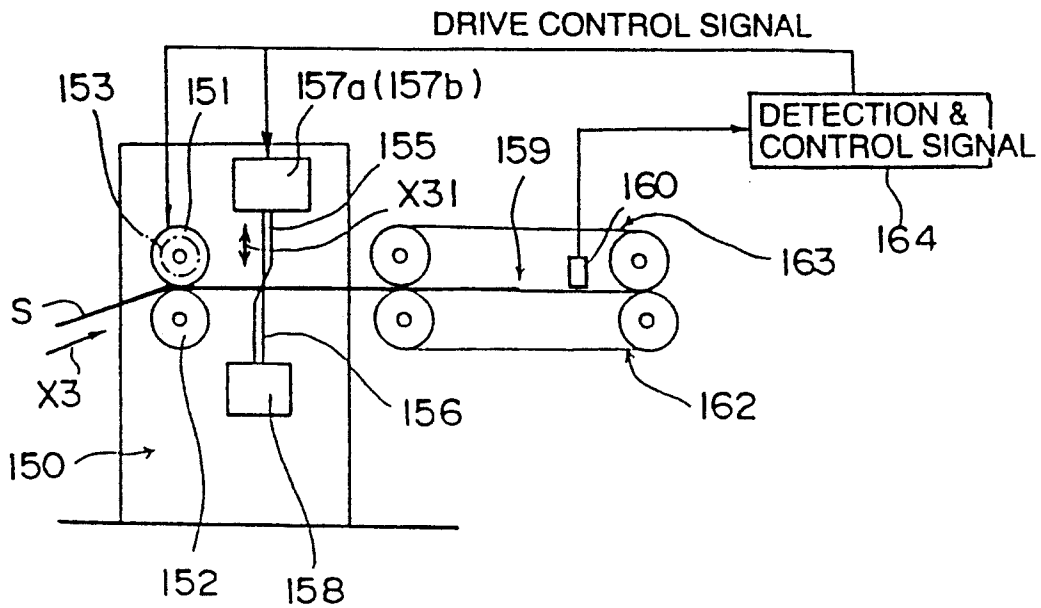 DRIVE CONTROL SIGNAL
153
151
157a (157b)
DETECTION &
CONTROL SIGNAL
155
159
X31
160
163
164
S
X3
156
162
150
152
158